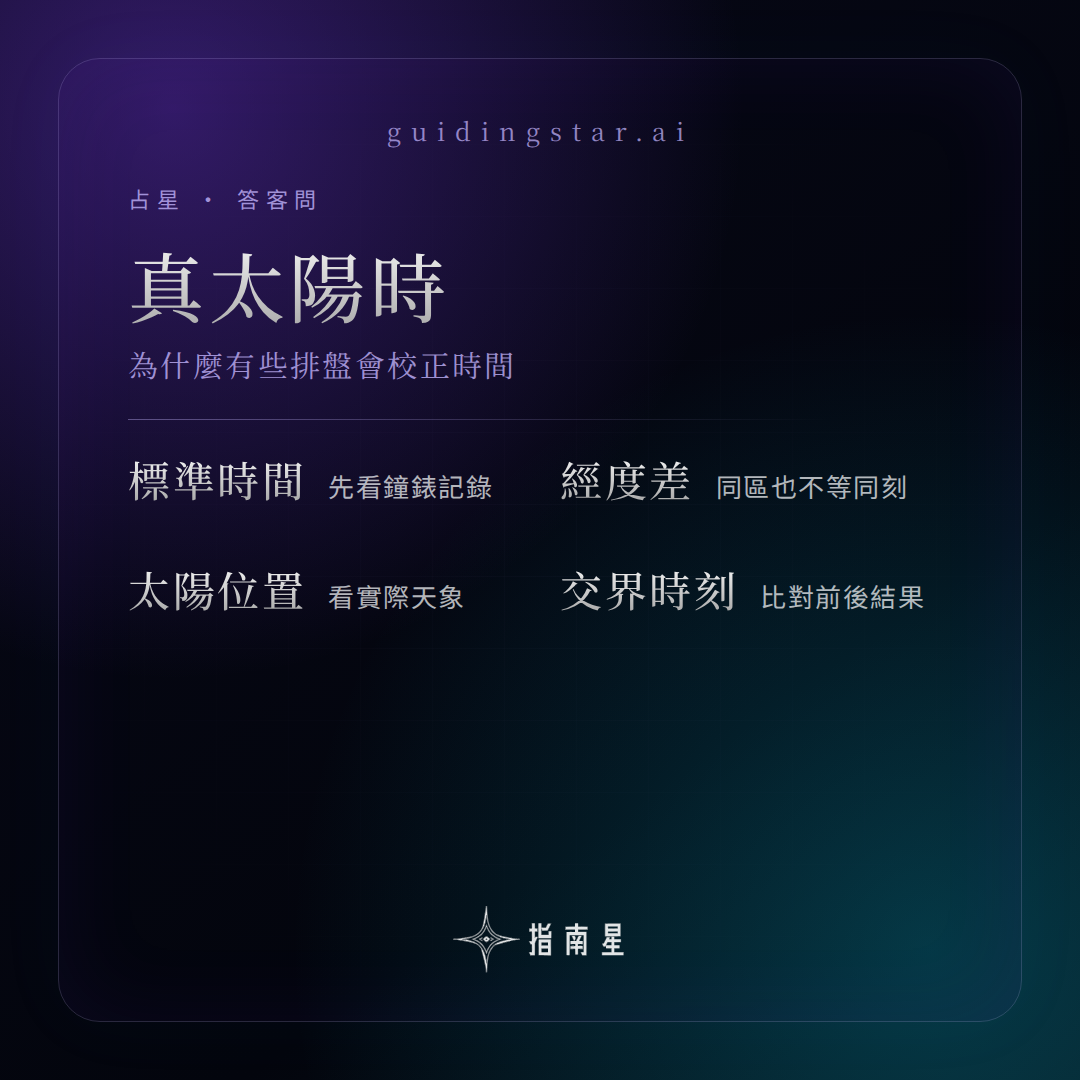 guidingstar.ai
占星 · 答客問
真太陽時
為什麼有些排盤會校正時間
標準時間 先看鐘錶記錄
經度差 同區也不等同刻
太陽位置 看實際天象
交界時刻 比對前後結果
指南星